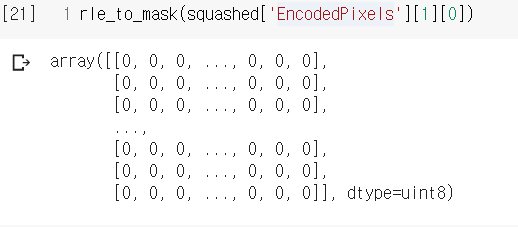 [21] 1 rle_to_mask(squashed['EncodedPixels'][1][0])
array([[0, 0, 0, ..., 0, 0, 0],
[0, 0, 0, ..., 0, 0, 0],
[0, 0, 0, ..., 0, 0, 0],
...,
[0, 0, 0, ..., 0, 0, 0],
[0, 0, 0, ..., 0, 0, 0],
[0, 0, 0, ..., 0, 0, 0]], dtype=uint8)